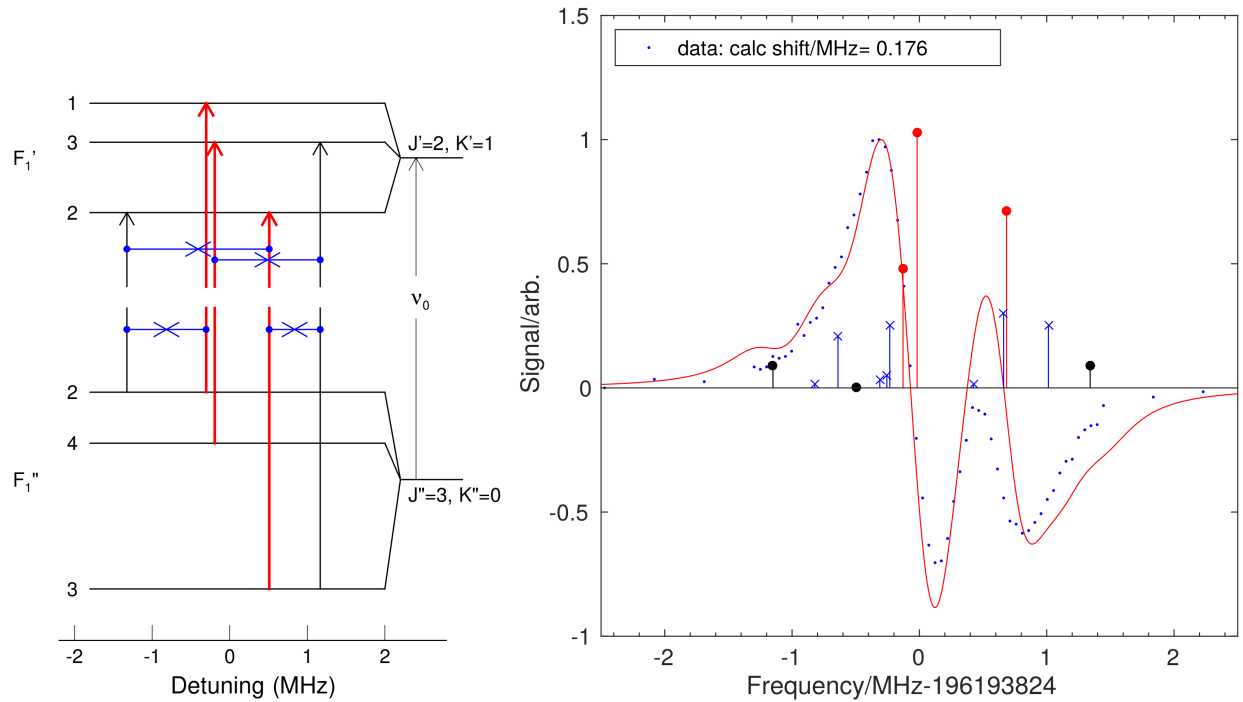 1
3
F1'
J'=2, K'=1
2
ν0
2
4
F1"
J"=3, K"=0
3
-2 -1 0 1 2
Detuning (MHz)
1.5
data: calc shift/MHz= 0.176
1
0.5
0
-0.5
-1
Signal/arb.
-2 -1 0 1 2
Frequency/MHz-196193824